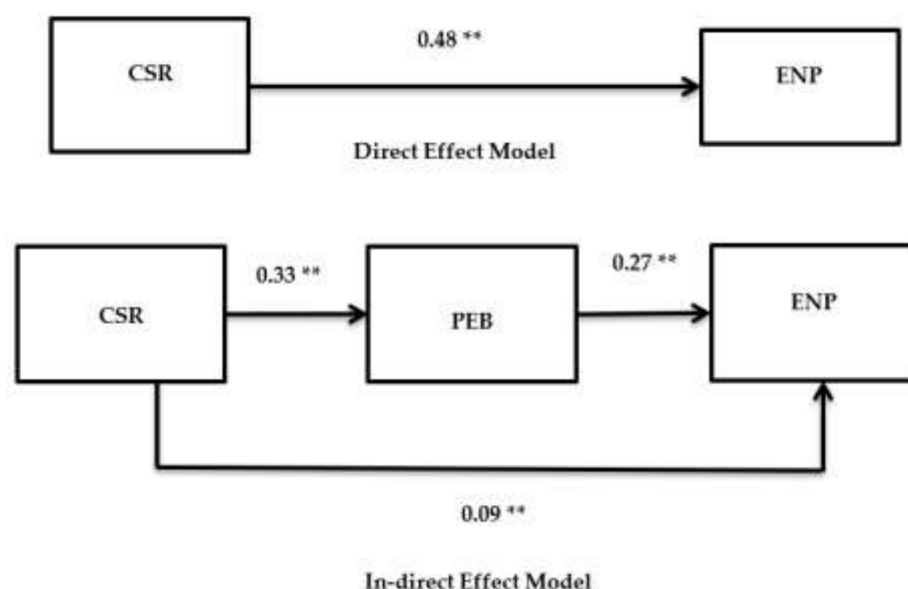 0.48 **
CSR
ENP
Direct Effect Model
0.33 **
0.27 **
CSR
PEB
ENP
0.09 **
In-direct Effect Model